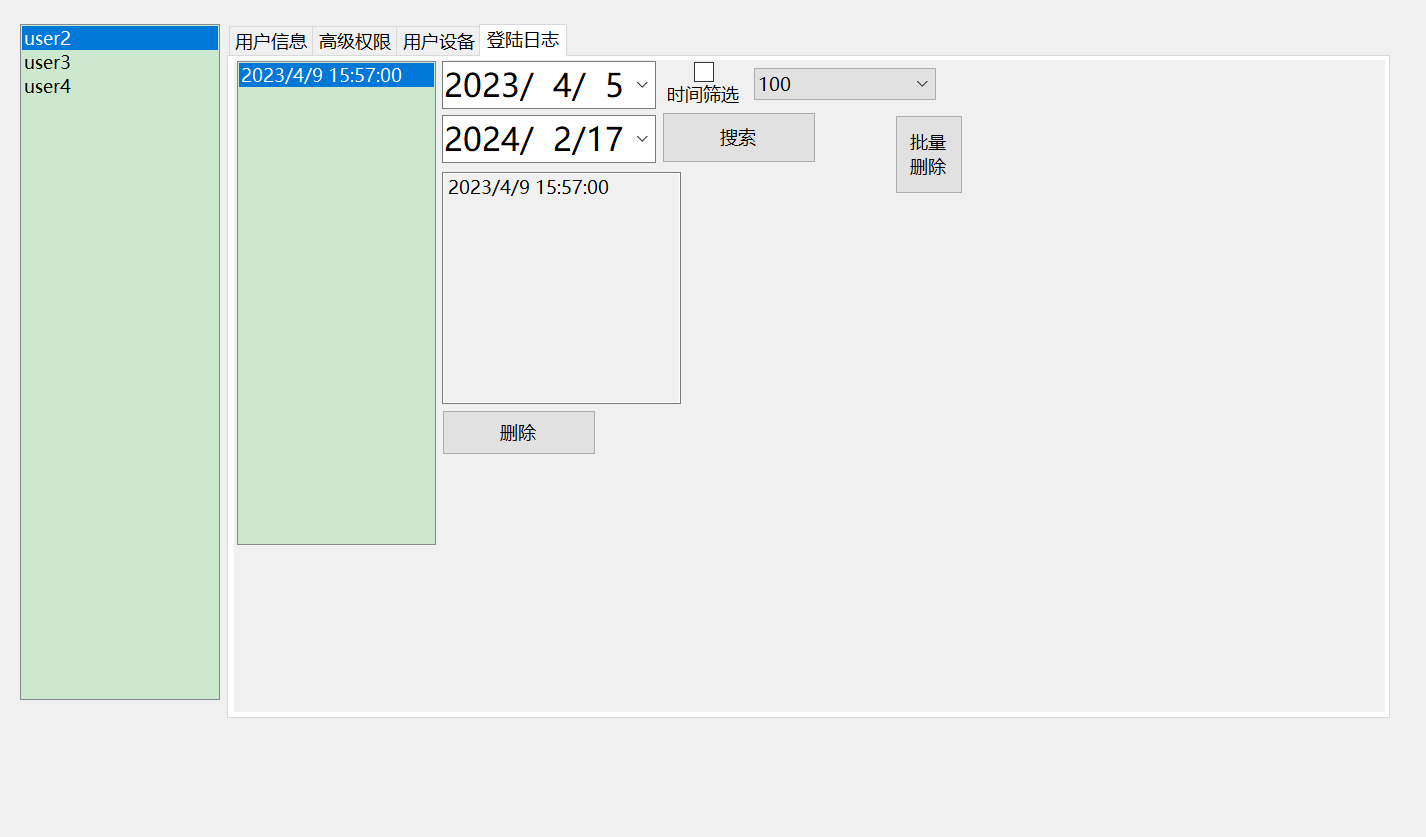 user2
user3
user4
用户信息
高级权限
用户设备
登陆日志
2023/4/9 15:57:00
2023/ 4/ 5
时间筛选
100
2024/ 2/17
搜索
批量
删除
2023/4/9 15:57:00
删除